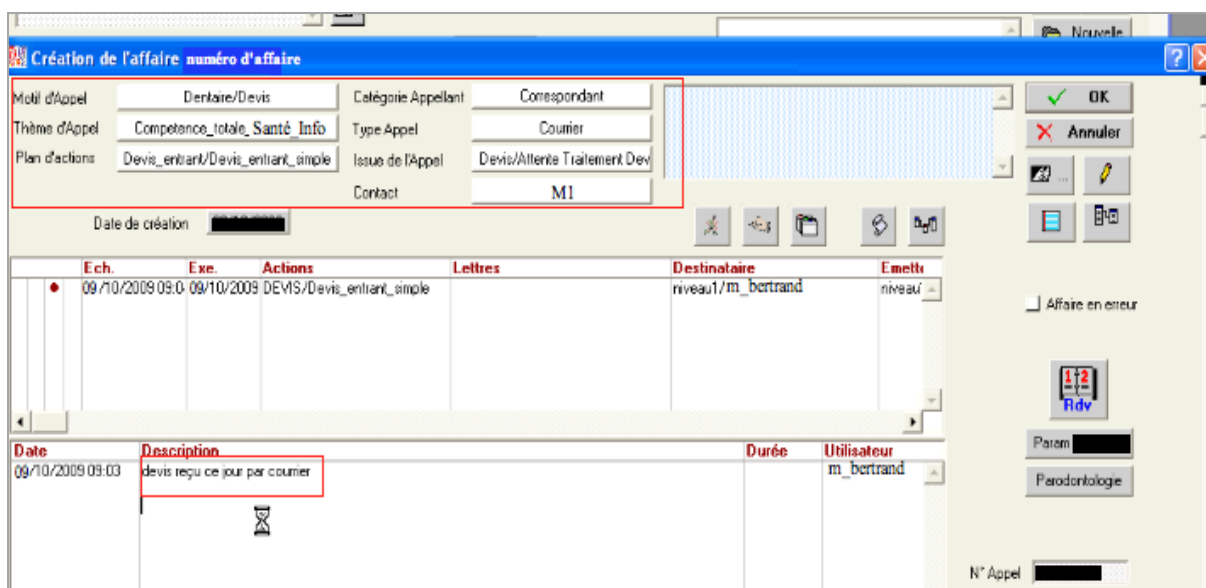 Nouvelle
Création de l'affaire numéro d'affaire
Motif d'Appel Dentaire/Devis Catégorie Appellant Correspondant OK
Thème d'Appel Competence_totale_Santé_Info Type Appel Courrier Annuler
Plan d'actions Devis_entrant/Devis_entrant_simple Issue de l'Appel Devis/Attente Traitement Dev
...
Contact M1
Date de création
Ech. Exe. Actions Lettres Destinataire Emette
09/10/2009 09:0 09/10/2009 DEVIS/Devis_entrant_simple niveau1/m_bertrand niveau
Affaire en erreur
1 2
Rdv
Date Description Durée Utilisateur Param
09/10/2009 09:03 devis reçu ce jour par courrier m_bertrand
Parodontologie
N° Appel